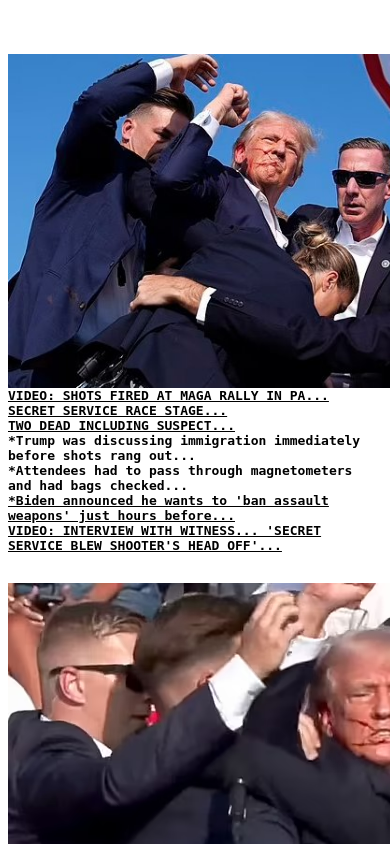 VIDEO: SHOTS FIRED AT MAGA RALLY IN PA...
SECRET SERVICE RACE STAGE...
TWO DEAD INCLUDING SUSPECT...
*Trump was discussing immigration immediately
before shots rang out...
*Attendees had to pass through magnetometers
and had bags checked...
*Biden announced he wants to 'ban assault
weapons' just hours before...
VIDEO: INTERVIEW WITH WITNESS... 'SECRET
SERVICE BLEW SHOOTER'S HEAD OFF'...